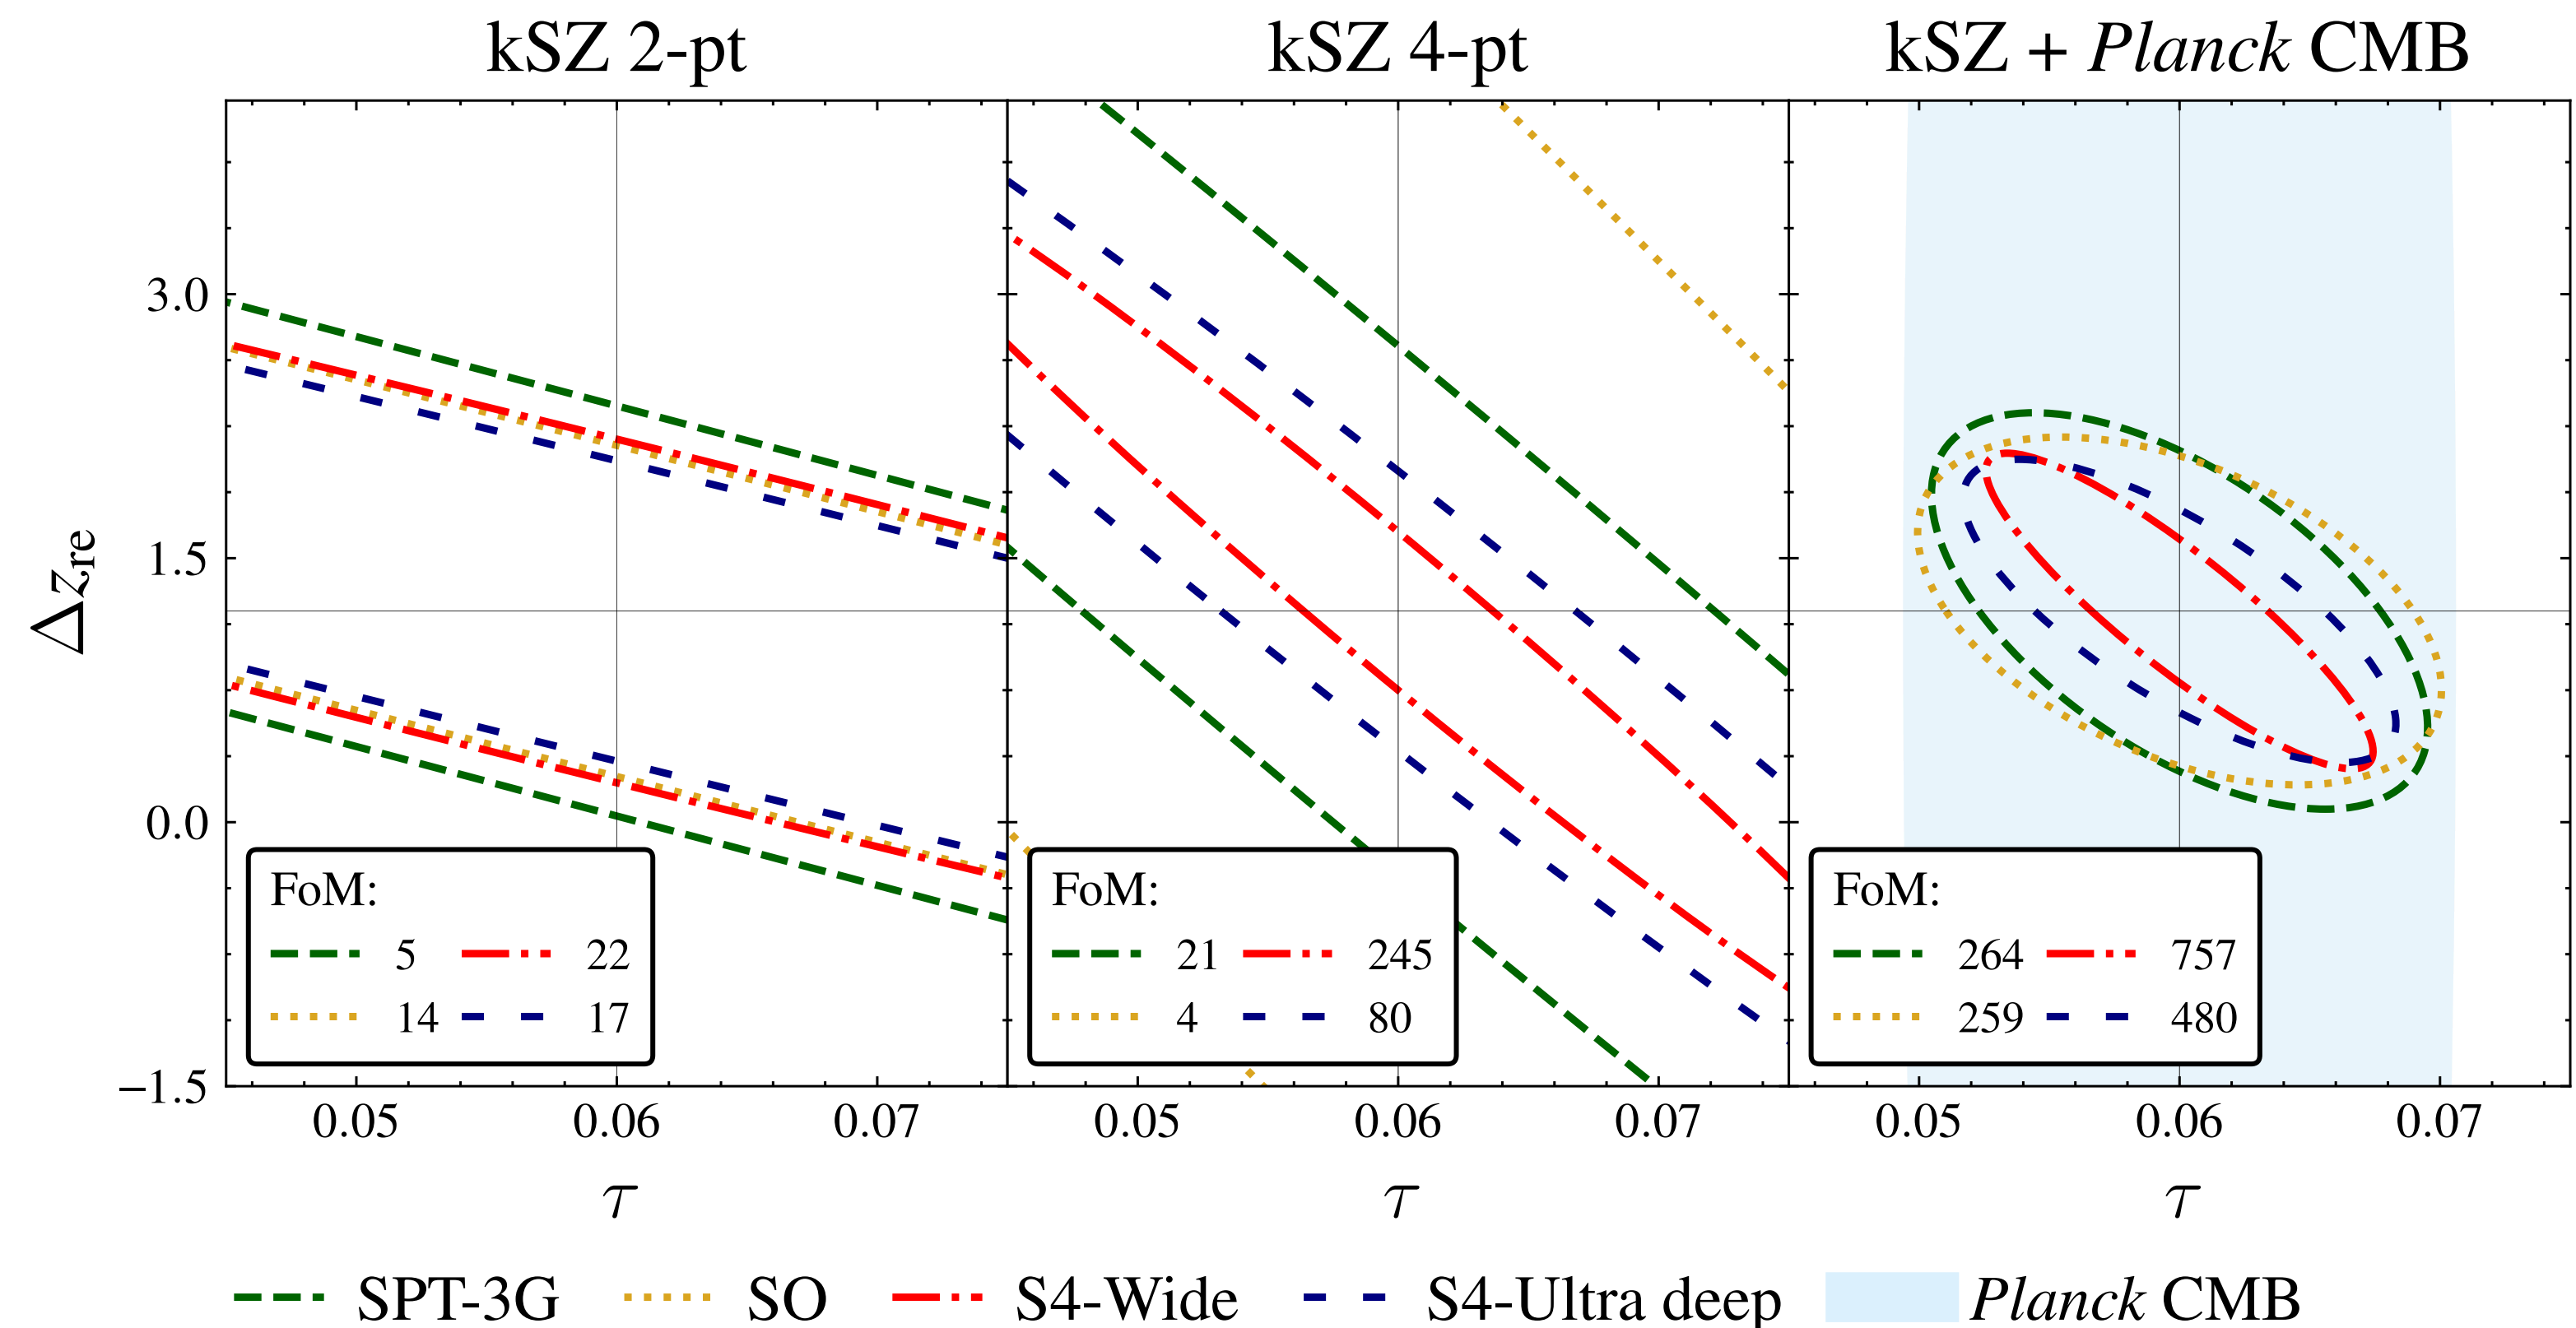 kSZ 2-pt
kSZ 4-pt
kSZ + Planck CMB
Δzre
3.0
1.5
0.0
−1.5
FoM:
5 22
14 17
FoM:
21 245
4 80
FoM:
264 757
259 480
0.05 0.06 0.07
0.05 0.06 0.07
0.05 0.06 0.07
τ
τ
τ
SPT-3G SO S4-Wide S4-Ultra deep Planck CMB